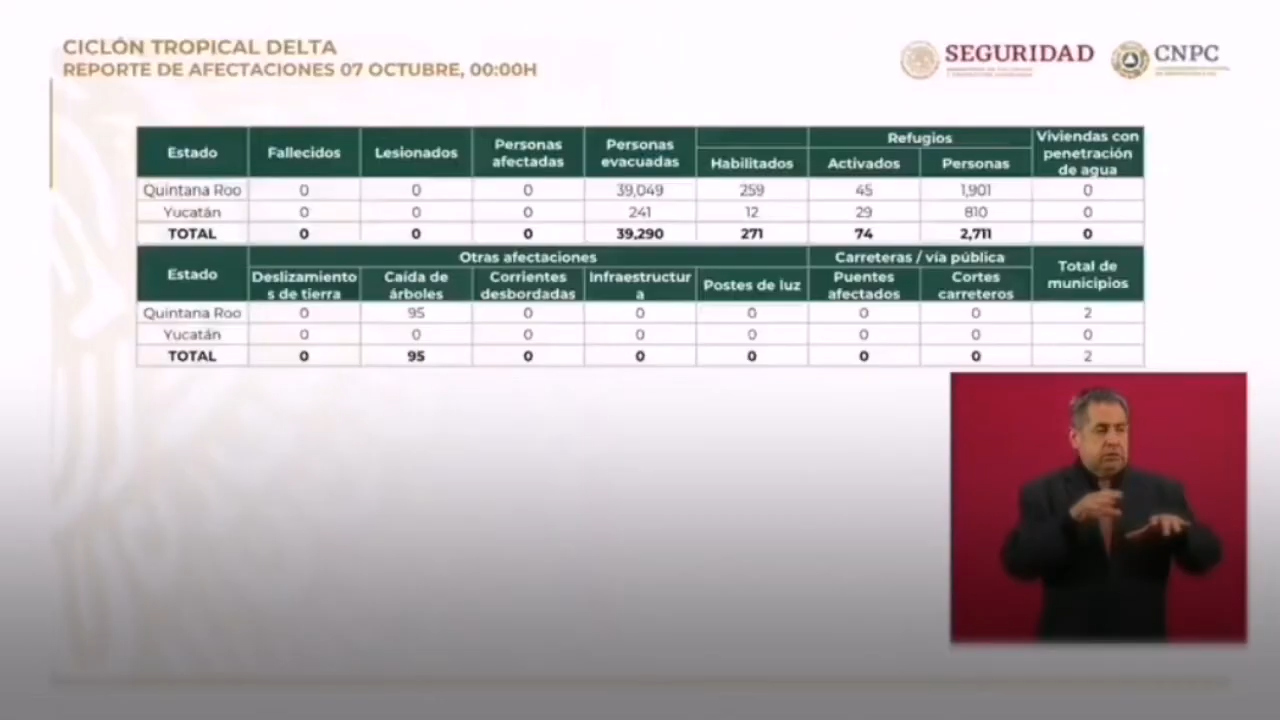 CICLÓN TROPICAL DELTA
REPORTE DE AFECTACIONES 07 OCTUBRE, 00:00H
SEGURIDAD
CNPC
Estado Fallecidos Lesionados Personas afectadas Personas evacuadas Refugios Habilitados Activados Personas Viviendas con penetración de agua
Quintana Roo 0 0 0 39,049 259 45 1,901 0
Yucatán 0 0 0 241 12 29 810 0
TOTAL 0 0 0 39,290 271 74 2,711 0
Estado Otras afectaciones Deslizamientos de tierra Caída de árboles Corrientes desbordadas Infraestructura Postes de luz Carreteras / vía pública Puentes afectados Cortes carreteros Total de municipios
Quintana Roo 0 95 0 0 0 0 0 2
Yucatán 0 0 0 0 0 0 0 0
TOTAL 0 95 0 0 0 0 0 2